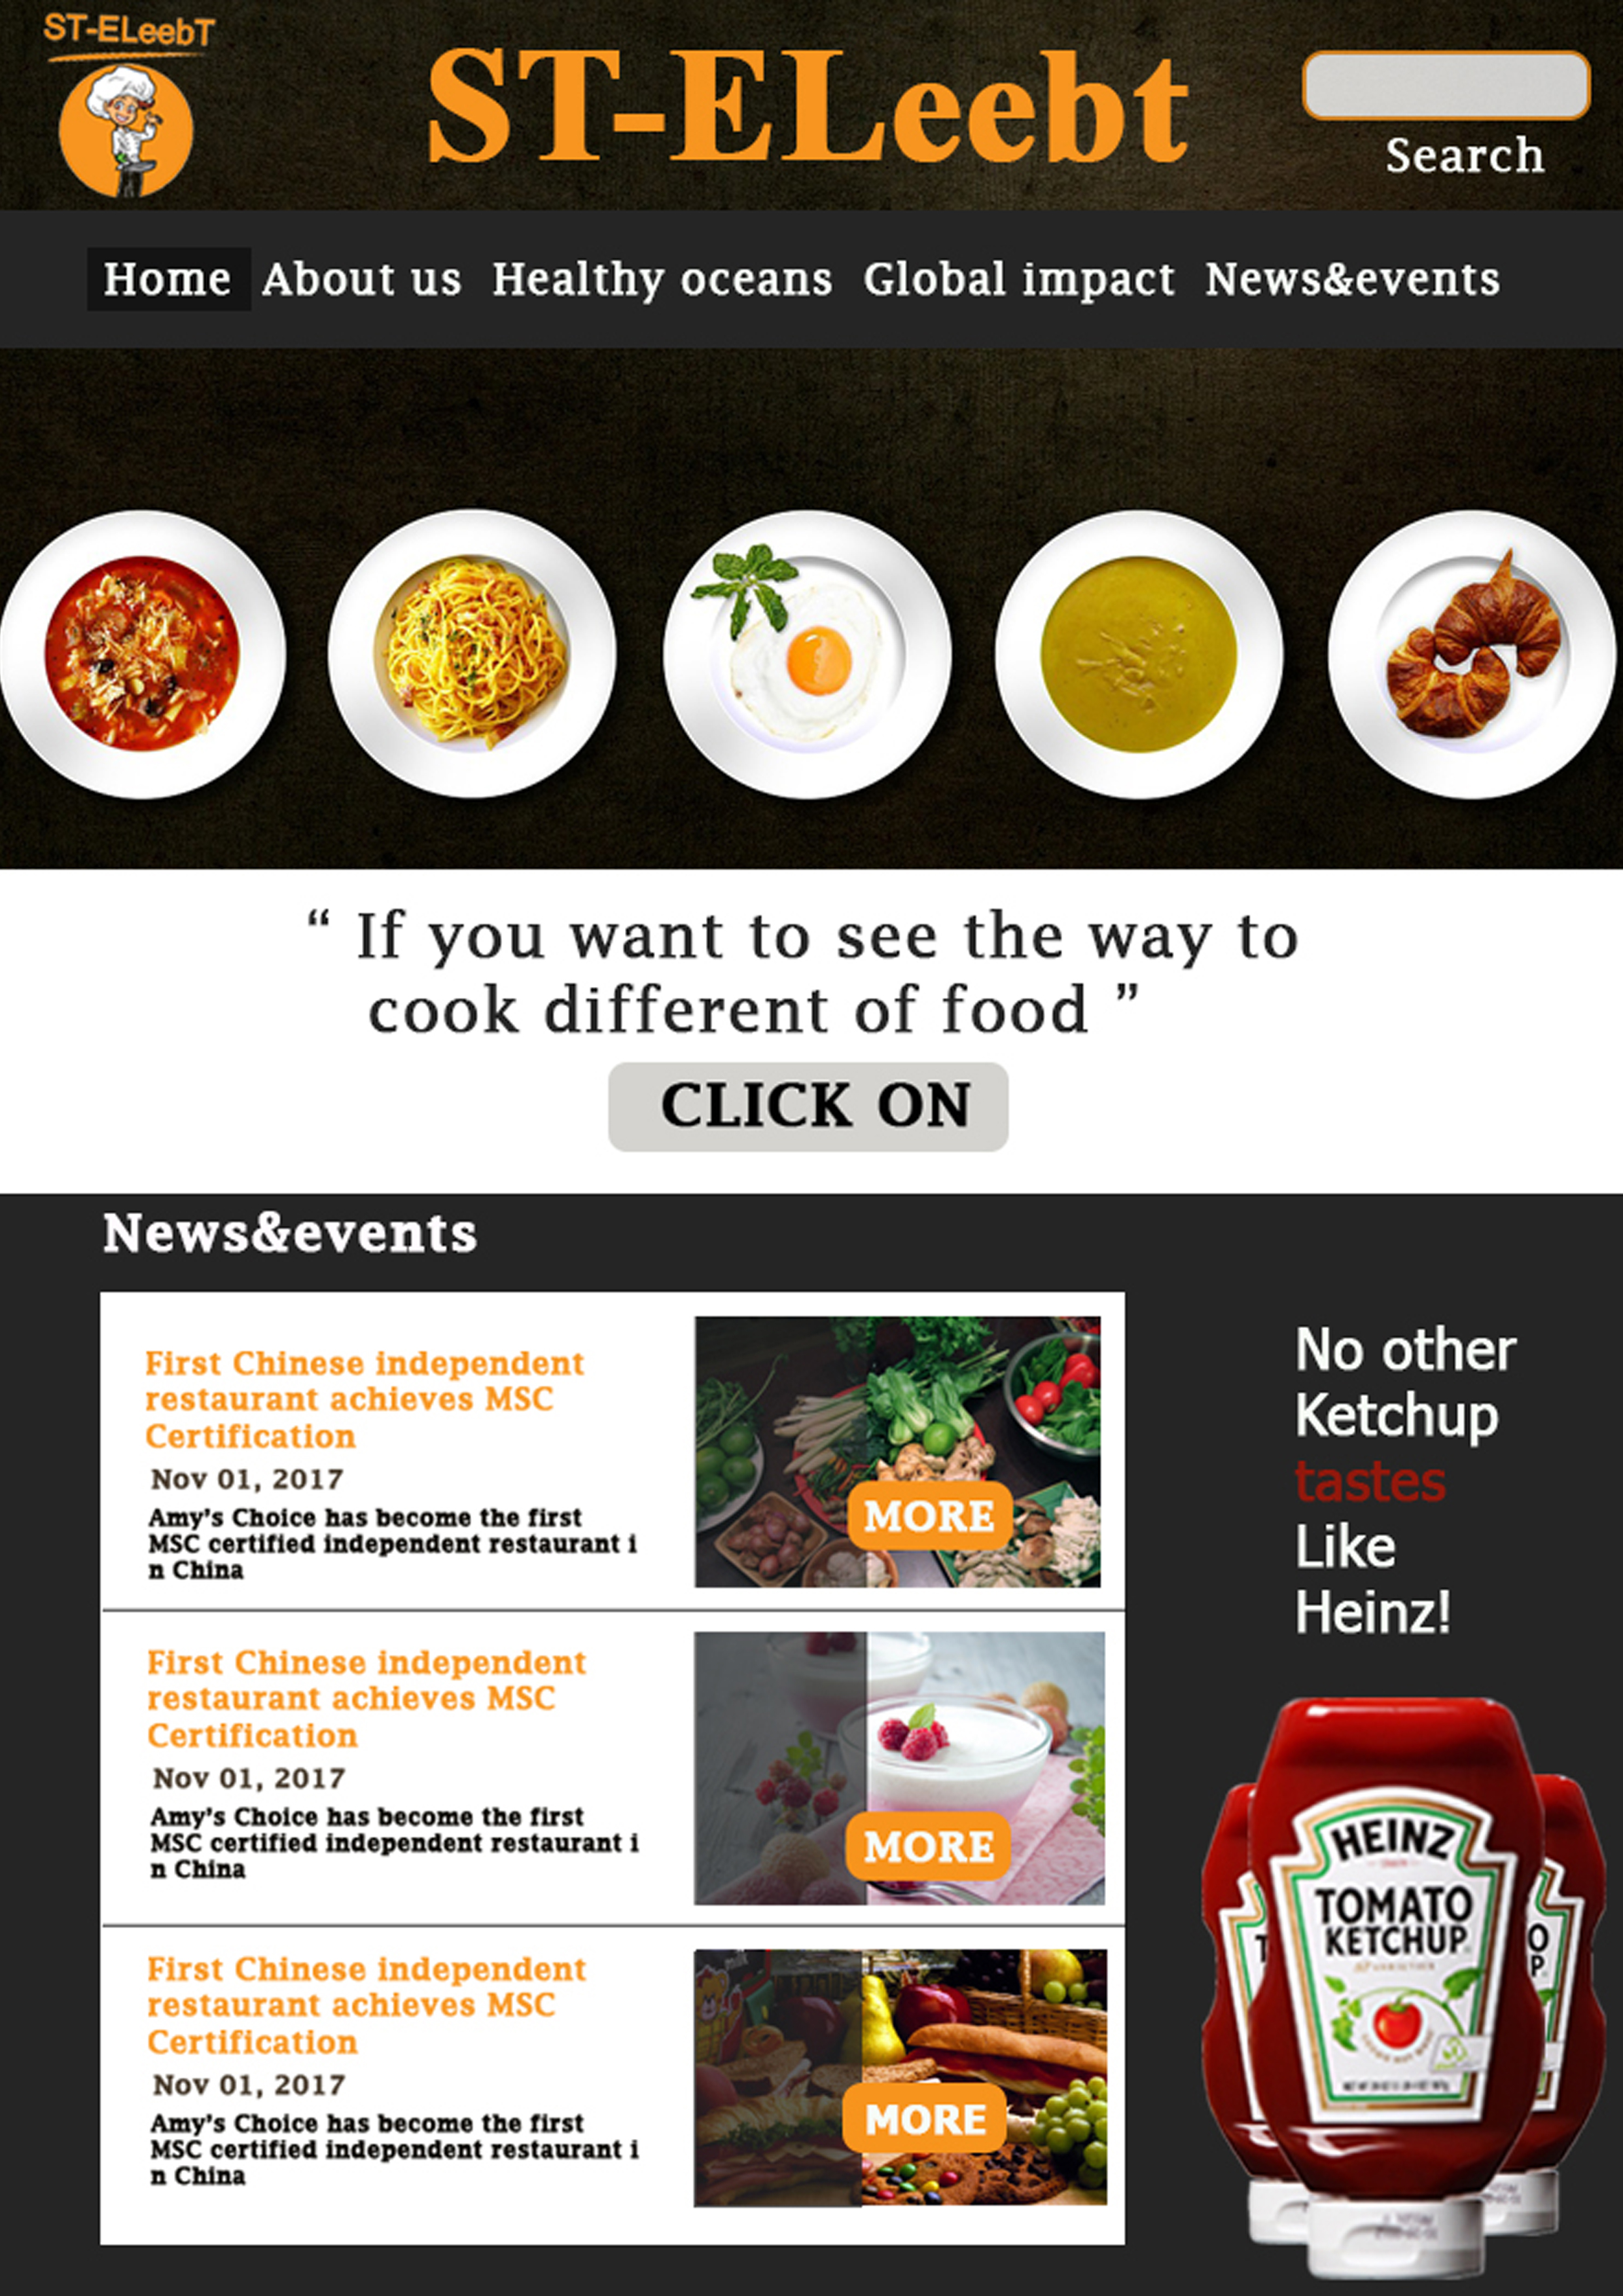 ST-ELeebT
ST-ELeebt
Search
Home About us Healthy oceans Global impact News&events
“ If you want to see the way to
cook different of food ”
CLICK ON
News&events
First Chinese independent
restaurant achieves MSC
Certification
Nov 01, 2017
Amy's Choice has become the first
MSC certified independent restaurant i
n China
MORE
First Chinese independent
restaurant achieves MSC
Certification
Nov 01, 2017
Amy's Choice has become the first
MSC certified independent restaurant i
n China
MORE
First Chinese independent
restaurant achieves MSC
Certification
Nov 01, 2017
Amy's Choice has become the first
MSC certified independent restaurant i
n China
MORE
No other
Ketchup
tastes
Like
Heinz!
HEINZ
TOMATO
KETCHUP